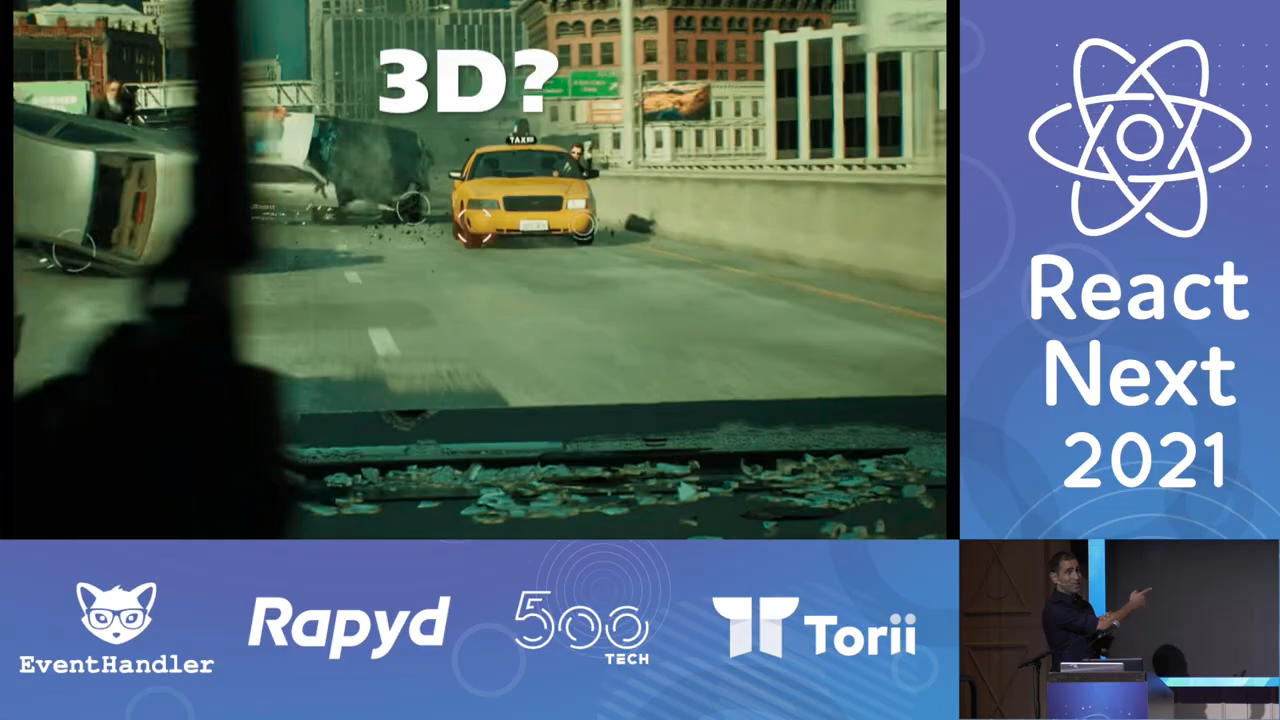 3D?
TAXI
React
Next
2021
EventHandler
Rapyd
500
TECH
Torii